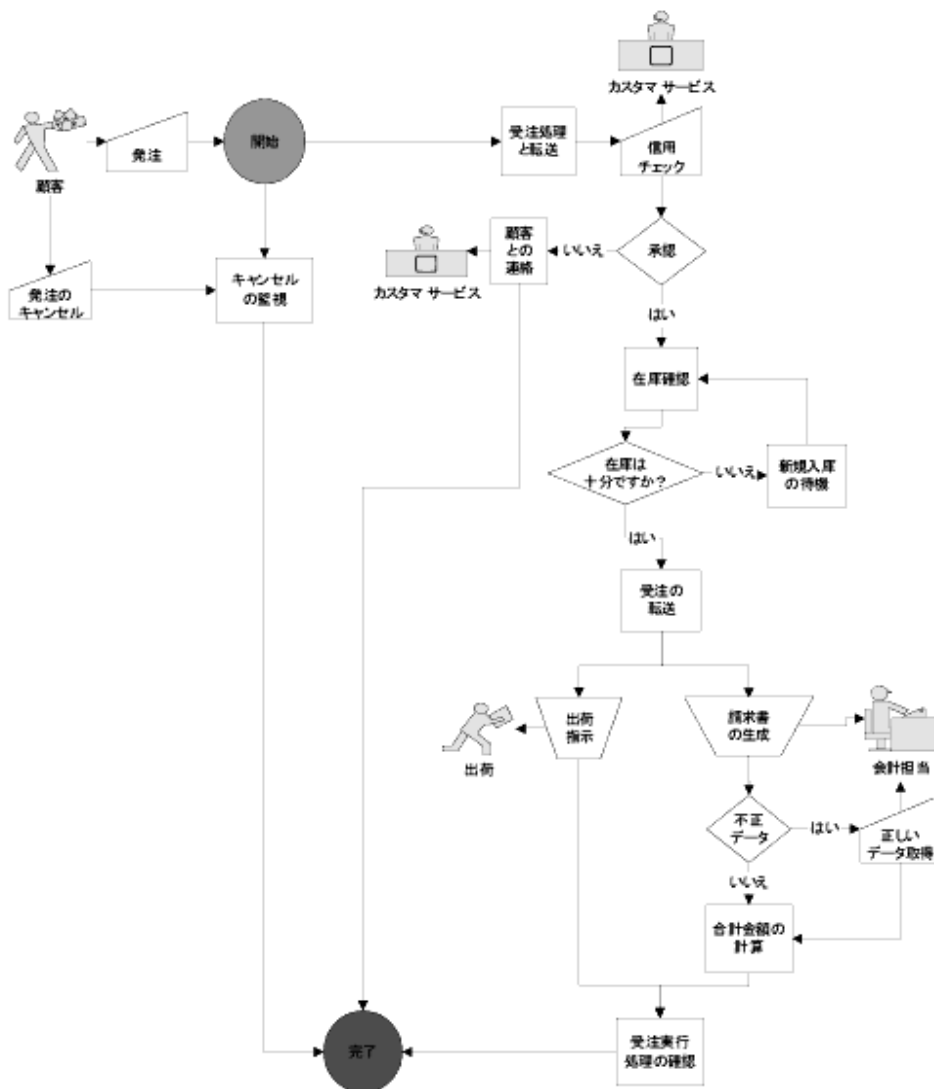 カスタマ サービス
顧客
発注
開始
受注処理
と転送
信用
チェック
発注の
キャンセル
キャンセル
の監視
カスタマ サービス
顧客
との
連絡
いいえ
承認
はい
在庫確認
在庫は
十分ですか？
いいえ
新規入庫
の待機
はい
受注の
転送
出荷
出荷
指示
請求書
の生成
会計担当
不正
データ
はい
正しい
データ取得
いいえ
合計金額の
計算
完了
受注実行
処理の確認